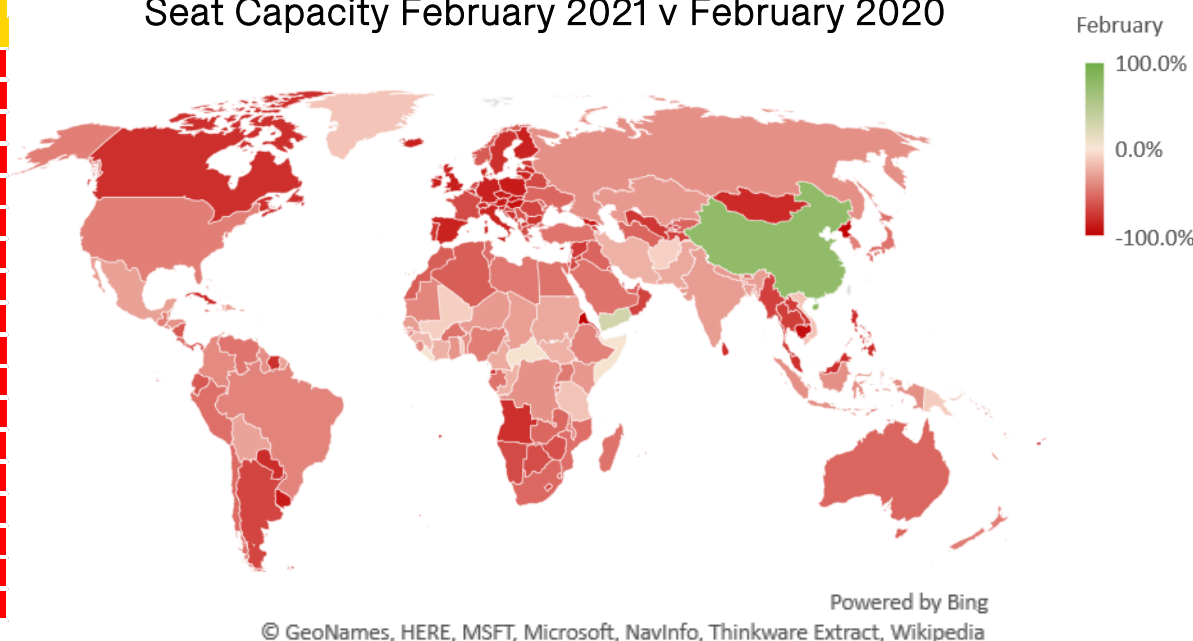 Seat Capacity February 2021 v February 2020
February
100.0%
0.0%
-100.0%
Powered by Bing
© GeoNames, HERE, MSFT, Microsoft, NavInfo, Thinkware Extract, Wikipedia